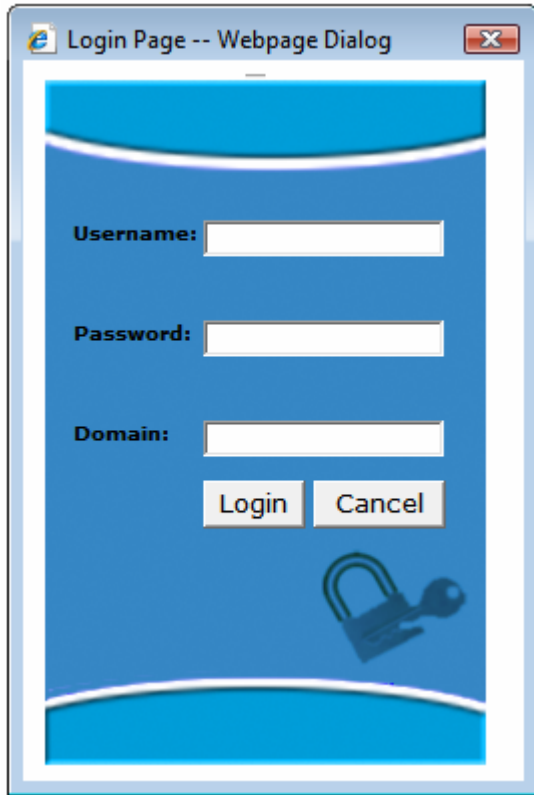 Login Page -- Webpage Dialog
Username:
Password:
Domain:
Login Cancel